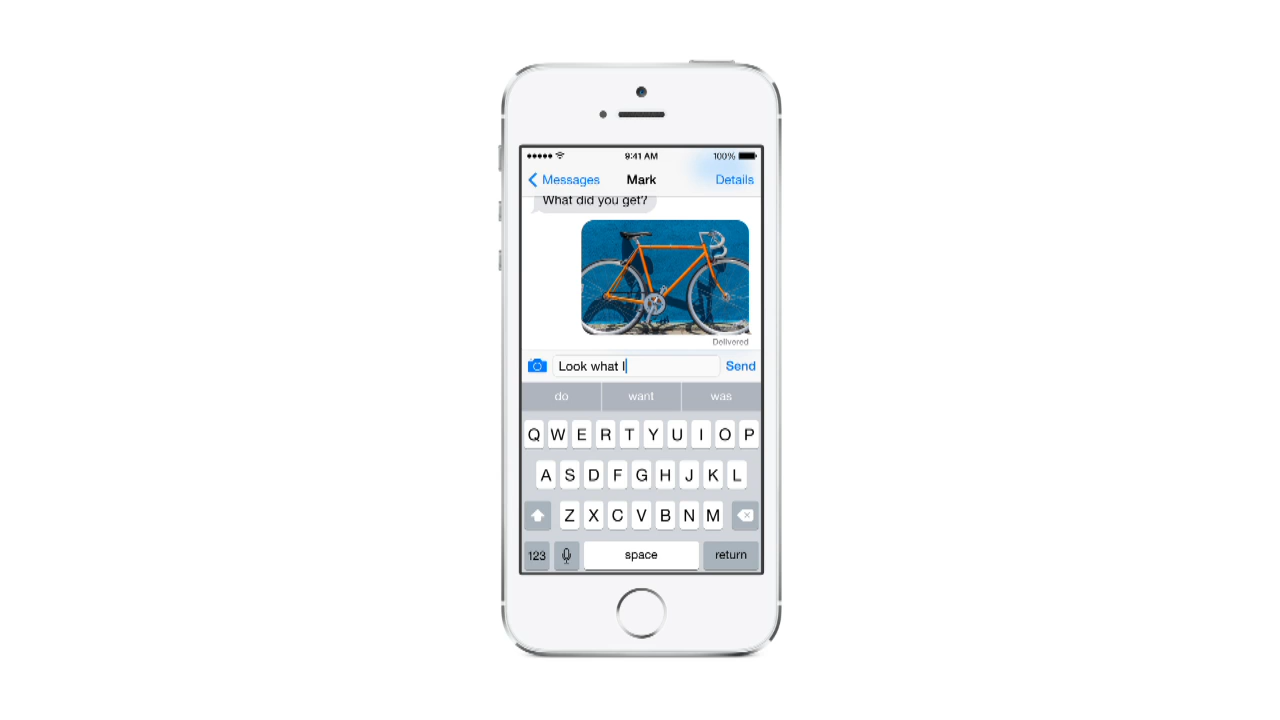 9:41 AM 100%
Messages Mark Details
What did you get?
Delivered
Look what I Send
do want was
Q W E R T Y U I O P
A S D F G H J K L
Z X C V B N M
123 space return